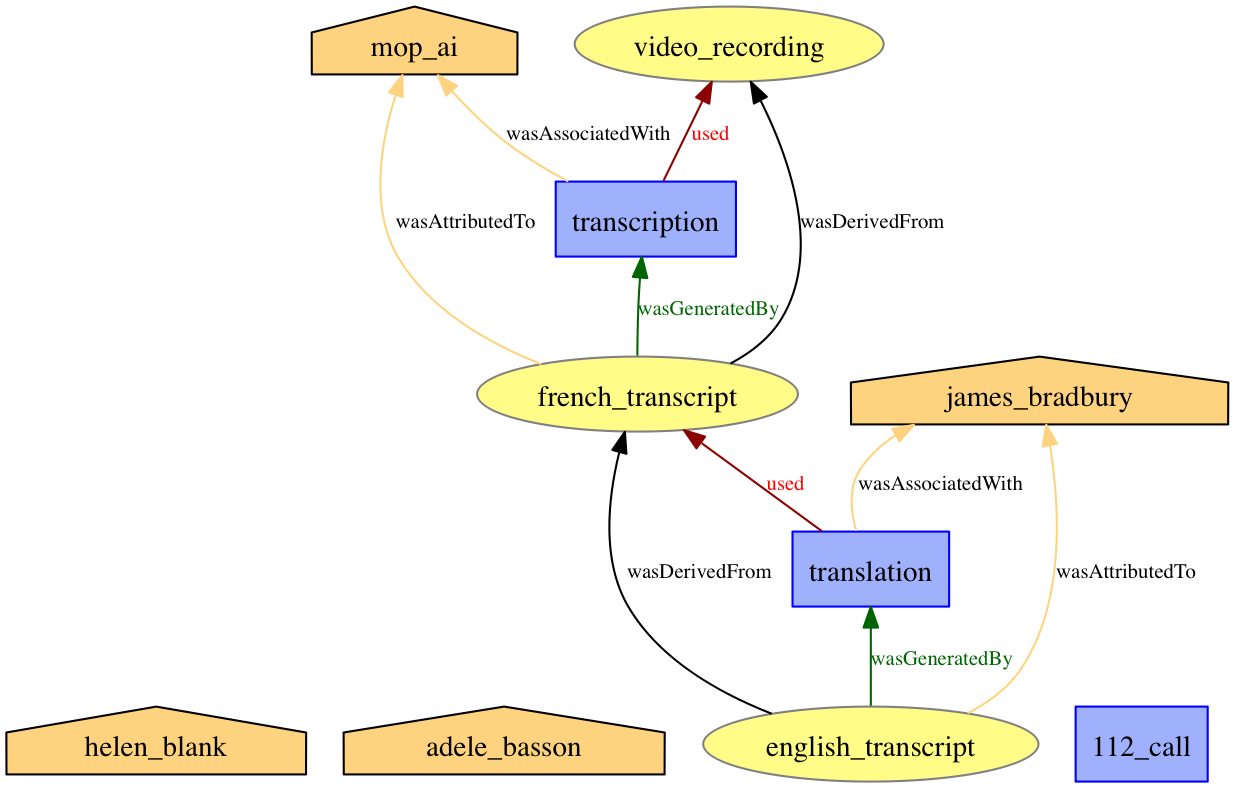 mop_ai
video_recording
wasAssociatedWith
used
transcription
wasAttributedTo
wasDerivedFrom
wasGeneratedBy
french_transcript
james_bradbury
used
wasAssociatedWith
wasDerivedFrom
translation
wasAttributedTo
wasGeneratedBy
helen_blank
adele_basson
english_transcript
112_call